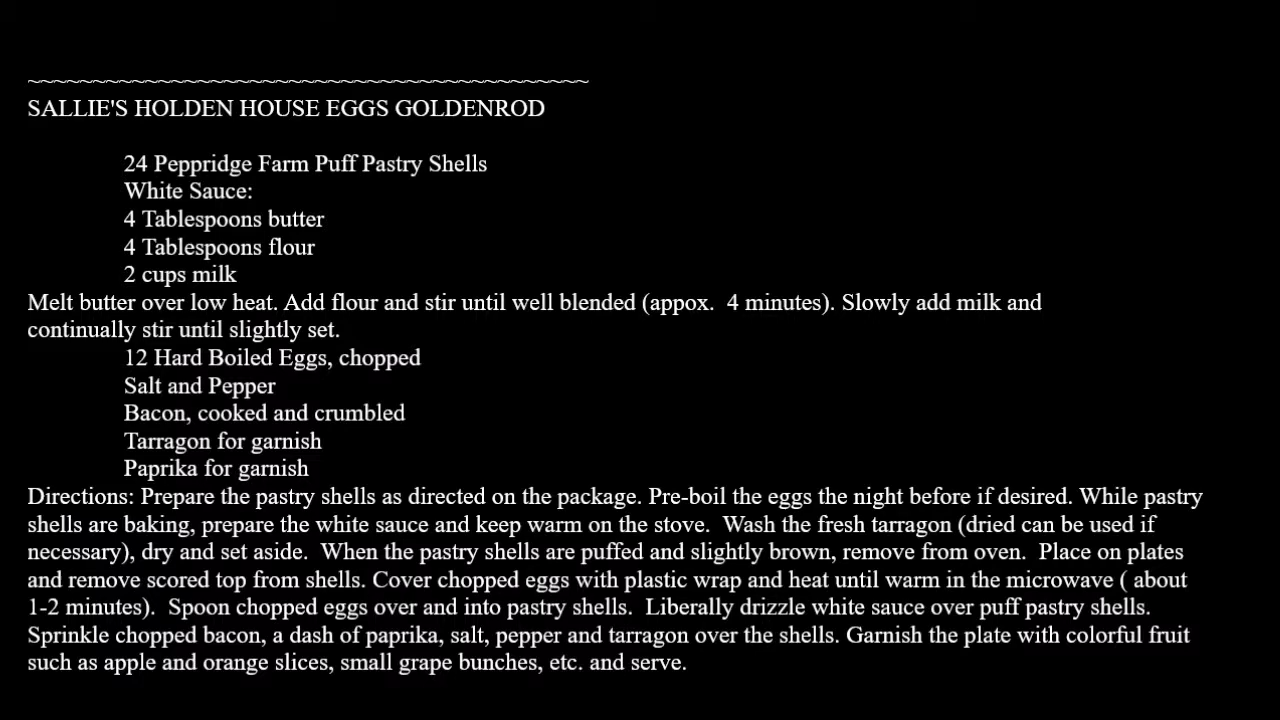 ~~~~~~~~~~~~~~~~~~~~~~~~~~~~~~~~~~~~~~~~~~~
SALLIE'S HOLDEN HOUSE EGGS GOLDENROD
24 Peppridge Farm Puff Pastry Shells
White Sauce:
4 Tablespoons butter
4 Tablespoons flour
2 cups milk
Melt butter over low heat. Add flour and stir until well blended (appox.  4 minutes). Slowly add milk and
continually stir until slightly set.
12 Hard Boiled Eggs, chopped
Salt and Pepper
Bacon, cooked and crumbled
Tarragon for garnish
Paprika for garnish
Directions: Prepare the pastry shells as directed on the package. Pre-boil the eggs the night before if desired. While pastry
shells are baking, prepare the white sauce and keep warm on the stove.  Wash the fresh tarragon (dried can be used if
necessary), dry and set aside.  When the pastry shells are puffed and slightly brown, remove from oven.  Place on plates
and remove scored top from shells. Cover chopped eggs with plastic wrap and heat until warm in the microwave ( about
1-2 minutes).  Spoon chopped eggs over and into pastry shells.  Liberally drizzle white sauce over puff pastry shells.
Sprinkle chopped bacon, a dash of paprika, salt, pepper and tarragon over the shells. Garnish the plate with colorful fruit
such as apple and orange slices, small grape bunches, etc. and serve.